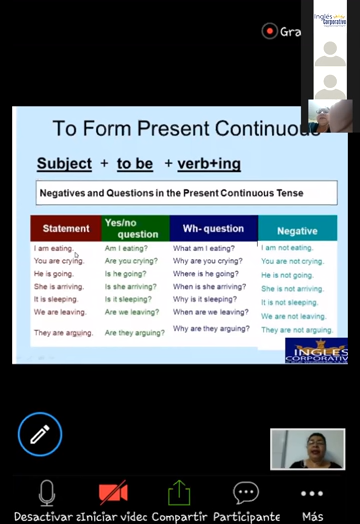 Gra
Inglés
Corporativo
To Form Present Continuous
Subject + to be + verb+ing
Negatives and Questions in the Present Continuous Tense
Statement Yes/no question Wh- question Negative
I am eating. Am I eating? What am I eating? I am not eating.
You are crying. Are you crying? Why are you crying? You are not crying.
He is going. Is he going? Where is he going? He is not going.
She is arriving. Is she arriving? When is she arriving? She is not arriving.
It is sleeping. Is it sleeping? Why is it sleeping? It is not sleeping.
We are leaving. Are we leaving? When are we leaving? We are not leaving.
They are arguing. Are they arguing? Why are they arguing? They are not arguing.
INGLÉS
CORPORATIV
Desactivar z Iniciar videc Compartir Participante Más